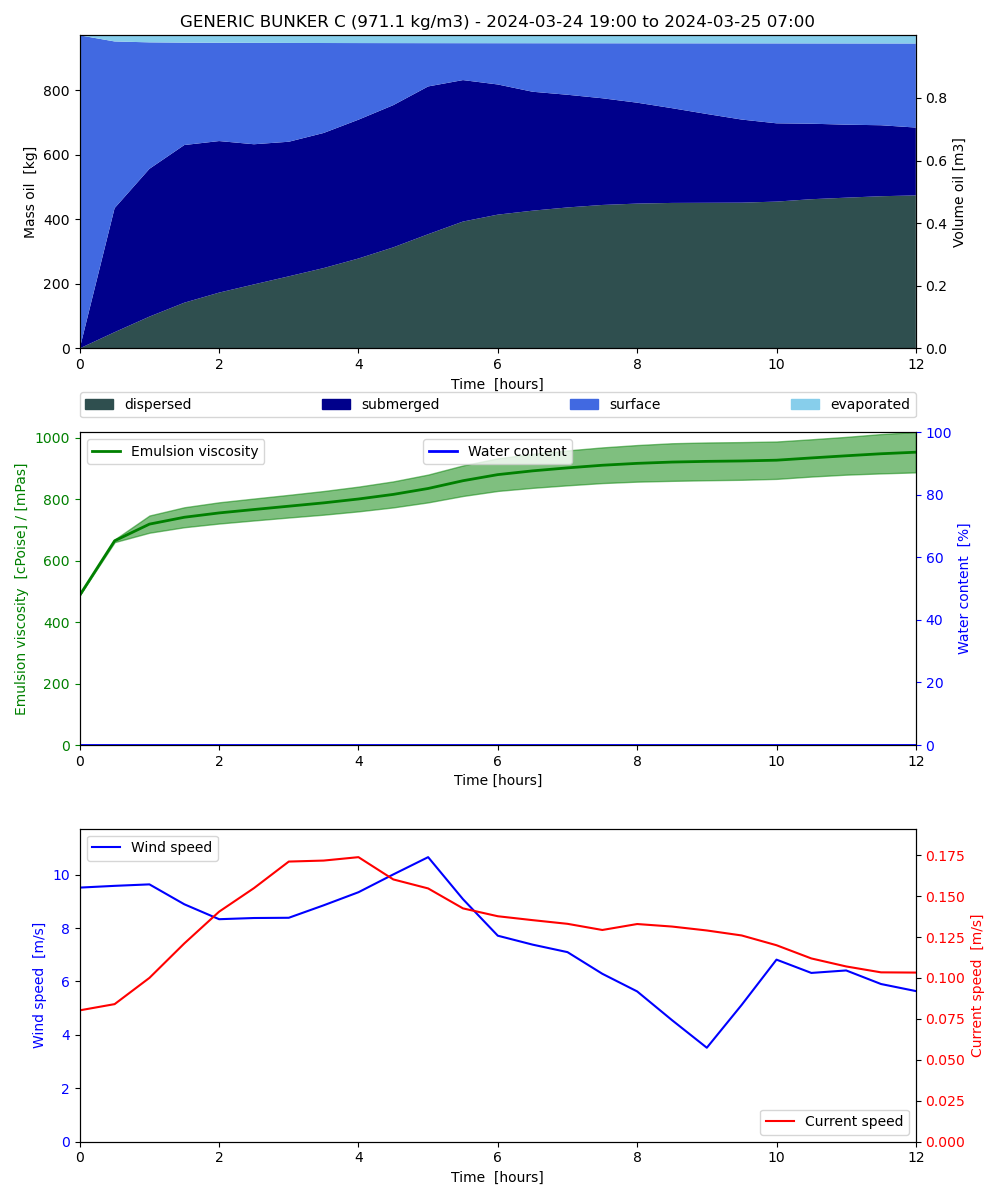 GENERIC BUNKER C (971.1 kg/m3) - 2024-03-24 19:00 to 2024-03-25 07:00
Mass oil [kg]
800
600
400
200
0
Volume oil [m3]
0.8
0.6
0.4
0.2
0.0
0 2 4 6 8 10 12
Time [hours]
dispersed submerged surface evaporated
Emulsion viscosity [cPoise] / [mPas]
1000
800
600
400
200
0
Emulsion viscosity Water content
Water content [%]
100
80
60
40
20
0
0 2 4 6 8 10 12
Time [hours]
Wind speed [m/s]
10
8
6
4
2
0
Wind speed
Current speed [m/s]
0.175
0.150
0.125
0.100
0.075
0.050
0.025
0.000
Current speed
0 2 4 6 8 10 12
Time [hours]